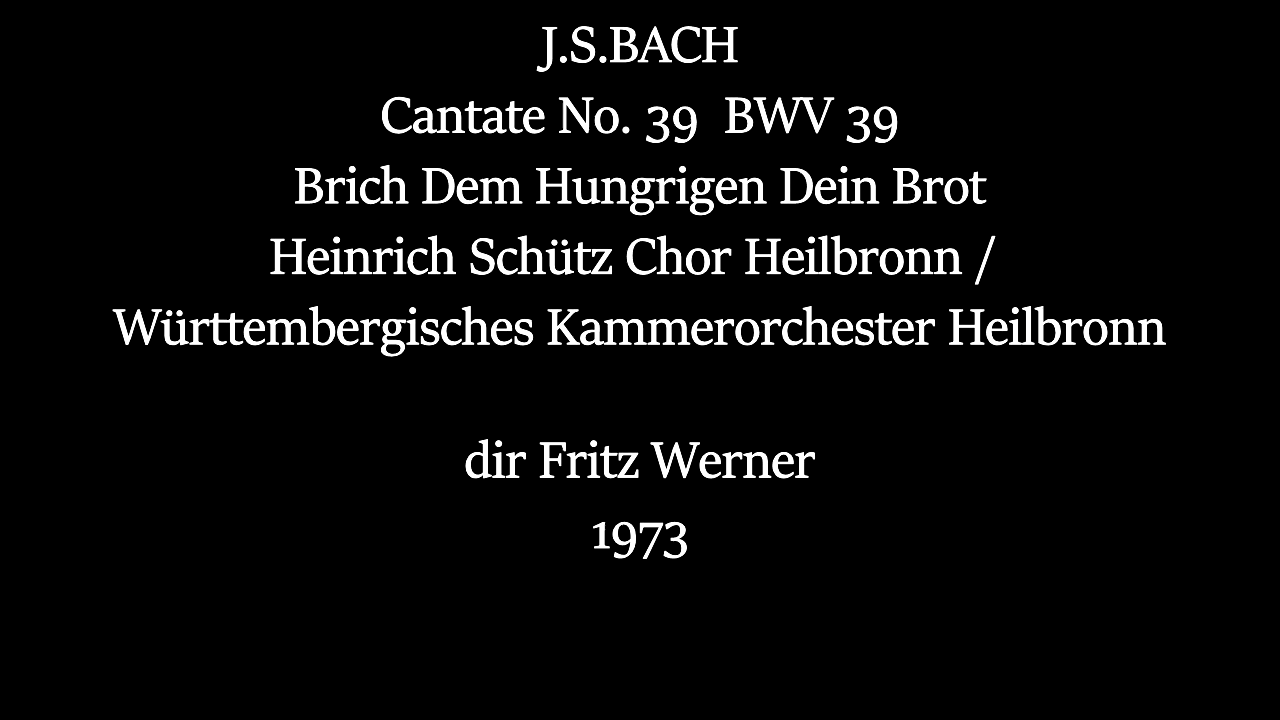 J.S.BACH
Cantate No. 39  BWV 39
Brich Dem Hungrigen Dein Brot
Heinrich Schütz Chor Heilbronn /
Württembergisches Kammerorchester Heilbronn
dir Fritz Werner
1973